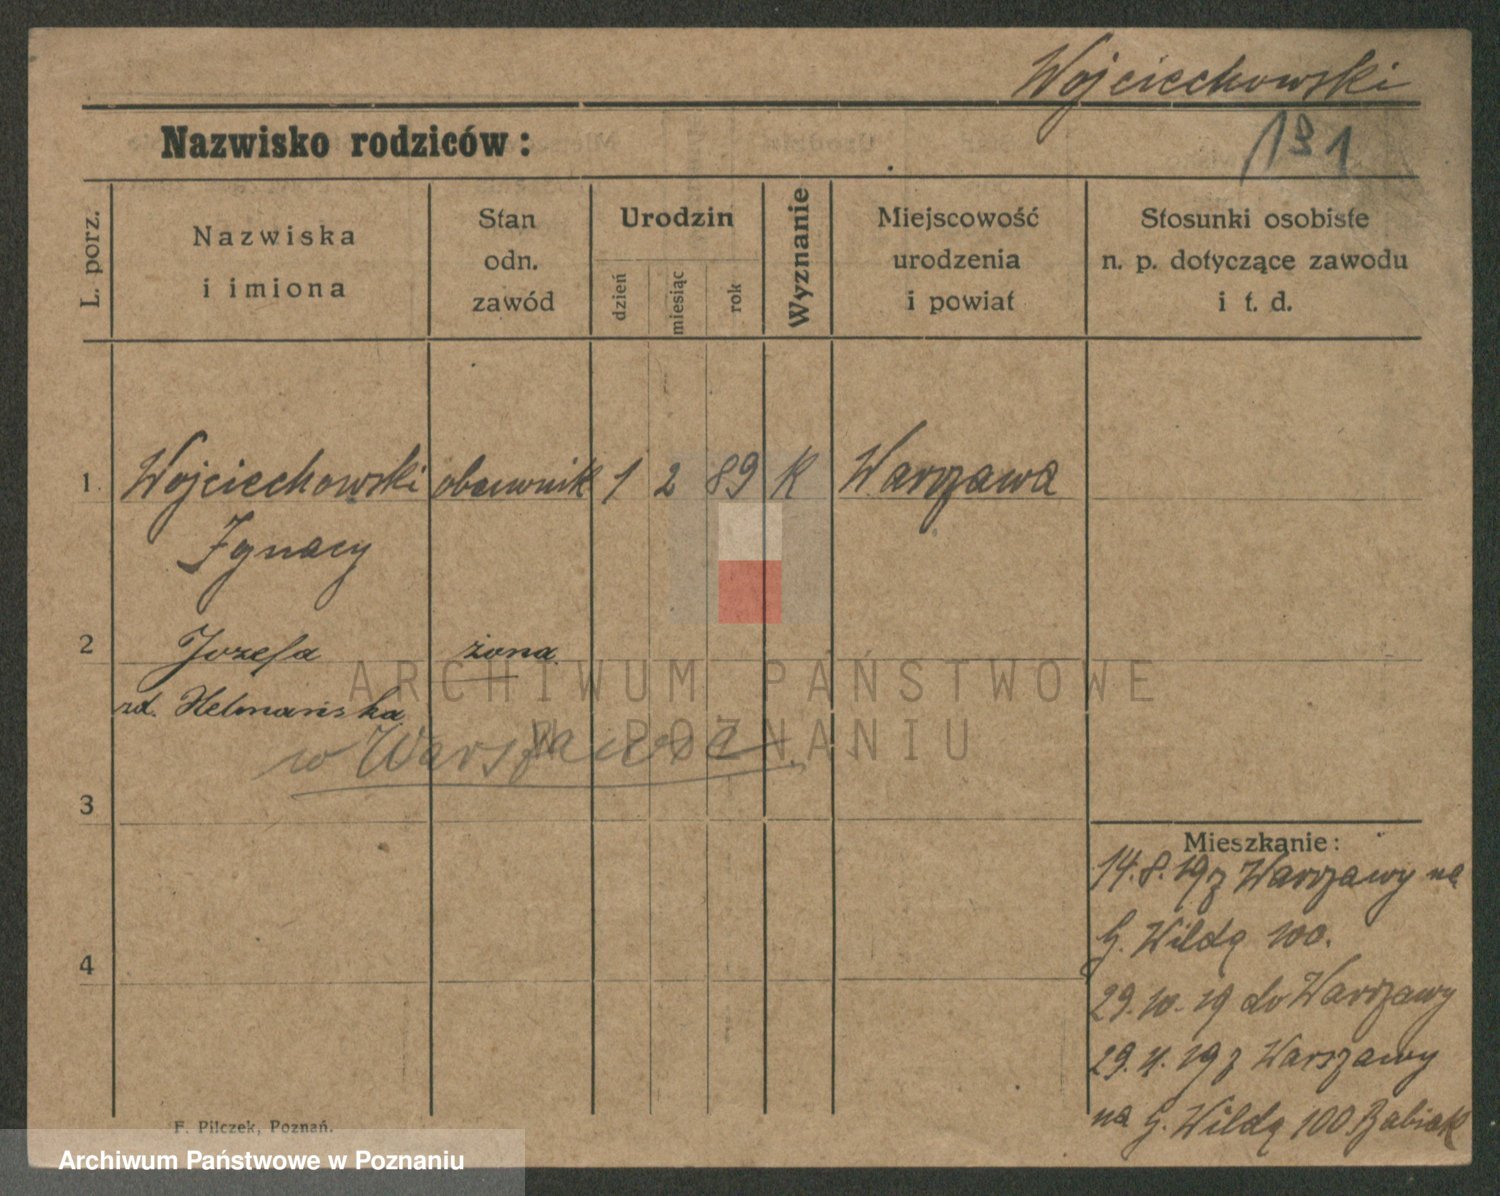 Wojciechowski
Nazwisko rodziców:
131
L. porz.
Nazwiska
i imiona
Stan
odn.
zawód
Urodzin
dzień
miesiąc
rok
Wyznanie
Miejscowość
urodzenia
i powiat
Stosunki osobiste
n. p. dotyczące zawodu
i t. d.
1. Wojciechowski obuwnik 1 2 89 K Warszawa
Ignacy
2 Jozefa żona
zd. Helmańska
w Warszawie
3
4
Mieszkanie:
14.8.19 z Warszawy na
G. Wildą 100.
29.10.19 do Warszawy
29.11.19 z Warszawy
na G. Wildą 100 Babiak
F. Pilczek, Poznań.
ARCHIWUM PAŃSTWOWE
W POZNANIU
Archiwum Państwowe w Poznaniu